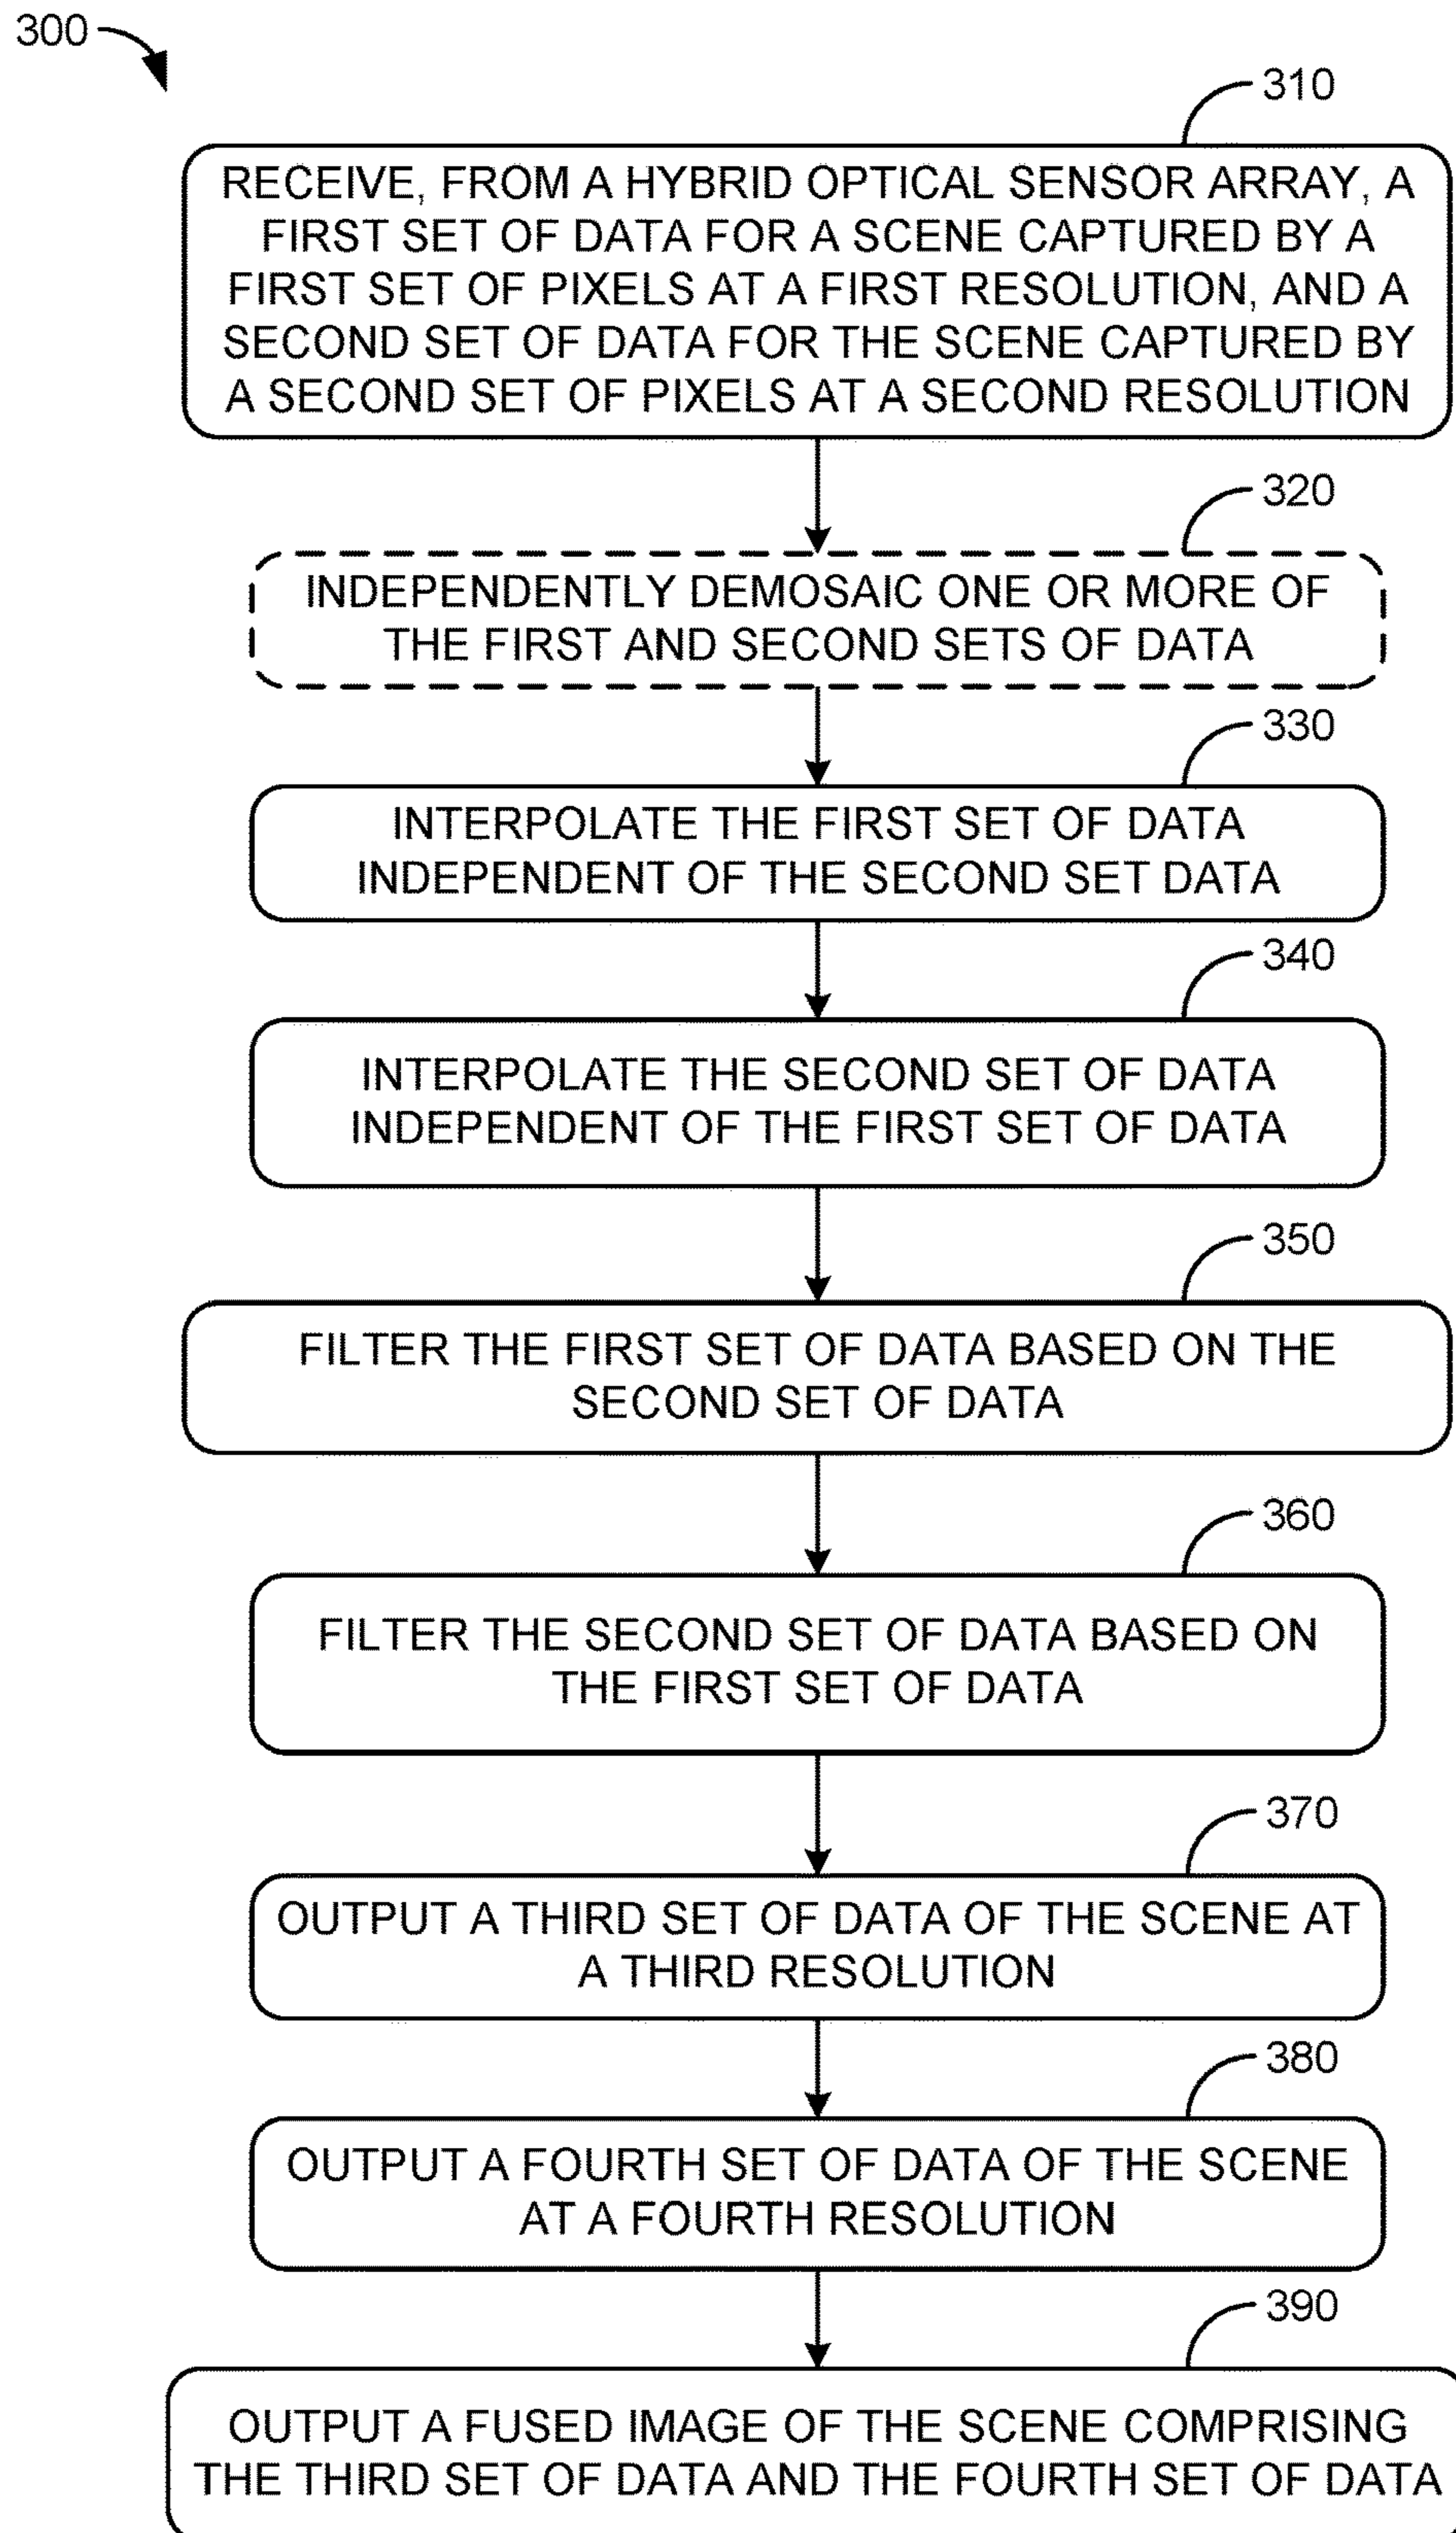 300
310
RECEIVE, FROM A HYBRID OPTICAL SENSOR ARRAY, A
FIRST SET OF DATA FOR A SCENE CAPTURED BY A
FIRST SET OF PIXELS AT A FIRST RESOLUTION, AND A
SECOND SET OF DATA FOR THE SCENE CAPTURED BY
A SECOND SET OF PIXELS AT A SECOND RESOLUTION
320
INDEPENDENTLY DEMOSAIC ONE OR MORE OF
THE FIRST AND SECOND SETS OF DATA
330
INTERPOLATE THE FIRST SET OF DATA
INDEPENDENT OF THE SECOND SET DATA
340
INTERPOLATE THE SECOND SET OF DATA
INDEPENDENT OF THE FIRST SET OF DATA
350
FILTER THE FIRST SET OF DATA BASED ON THE
SECOND SET OF DATA
360
FILTER THE SECOND SET OF DATA BASED ON
THE FIRST SET OF DATA
370
OUTPUT A THIRD SET OF DATA OF THE SCENE AT
A THIRD RESOLUTION
380
OUTPUT A FOURTH SET OF DATA OF THE SCENE
AT A FOURTH RESOLUTION
390
OUTPUT A FUSED IMAGE OF THE SCENE COMPRISING
THE THIRD SET OF DATA AND THE FOURTH SET OF DATA